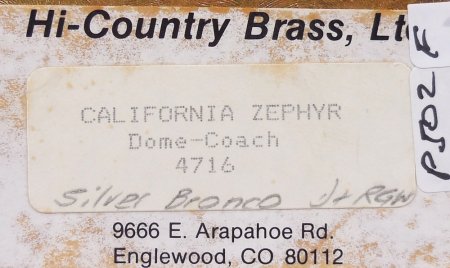 Hi-Country Brass, Lt
CALIFORNIA ZEPHYR
Dome-Coach
4716
Silver Bronco D+RGW
9666 E. Arapahoe Rd.
Englewood, CO 80112